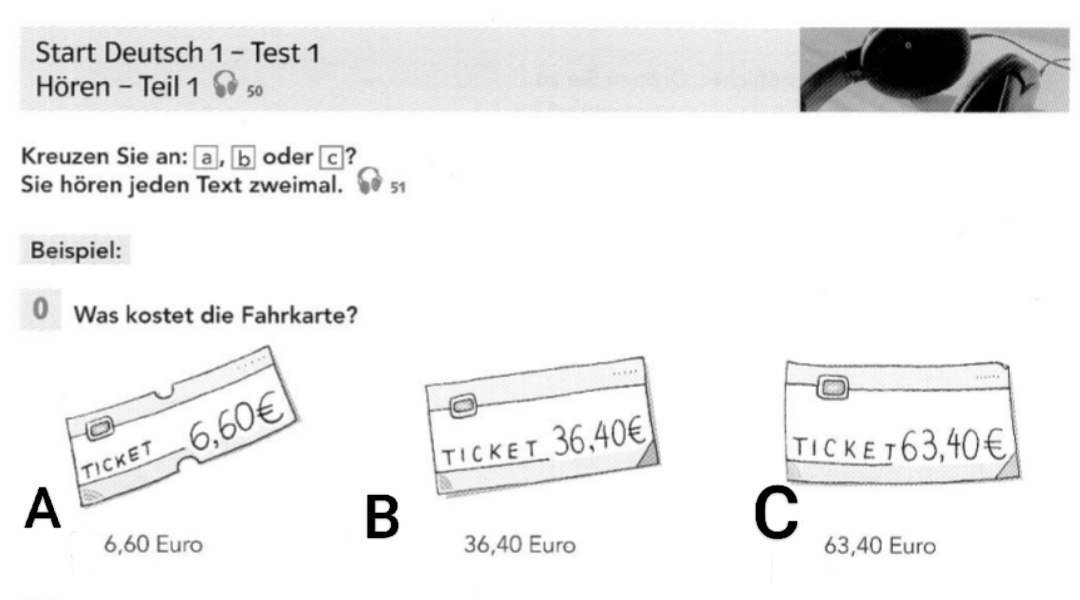 Start Deutsch 1 – Test 1
Hören – Teil 1 50
Kreuzen Sie an: a, b oder c?
Sie hören jeden Text zweimal. 51
Beispiel:
0 Was kostet die Fahrkarte?
TICKET 6,60€
TICKET 36,40€
TICKET 63,40€
A B C
6,60 Euro 36,40 Euro 63,40 Euro